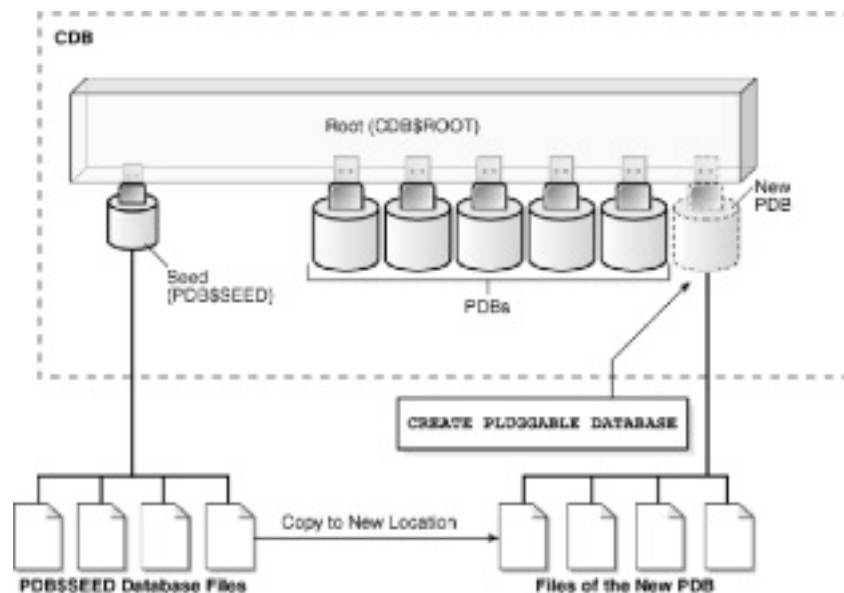 CDB
Root (CDB$ROOT)
New
PDB
Seed
(PDB$SEED)
PDBs
CREATE PLUGGABLE DATABASE
Copy to New Location
PDB$SEED Database Files
Files of the New PDB